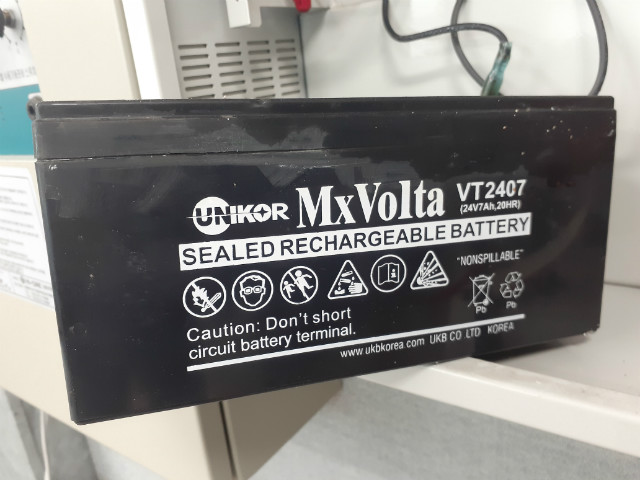 UNIKOR MxVolta VT2407
(24V7Ah,20HR)
SEALED RECHARGEABLE BATTERY
"NONSPILLABLE"
Pb Pb
Caution: Don't short
circuit battery terminal.
www.ukbkorea.com UKB CO LTD KOREA